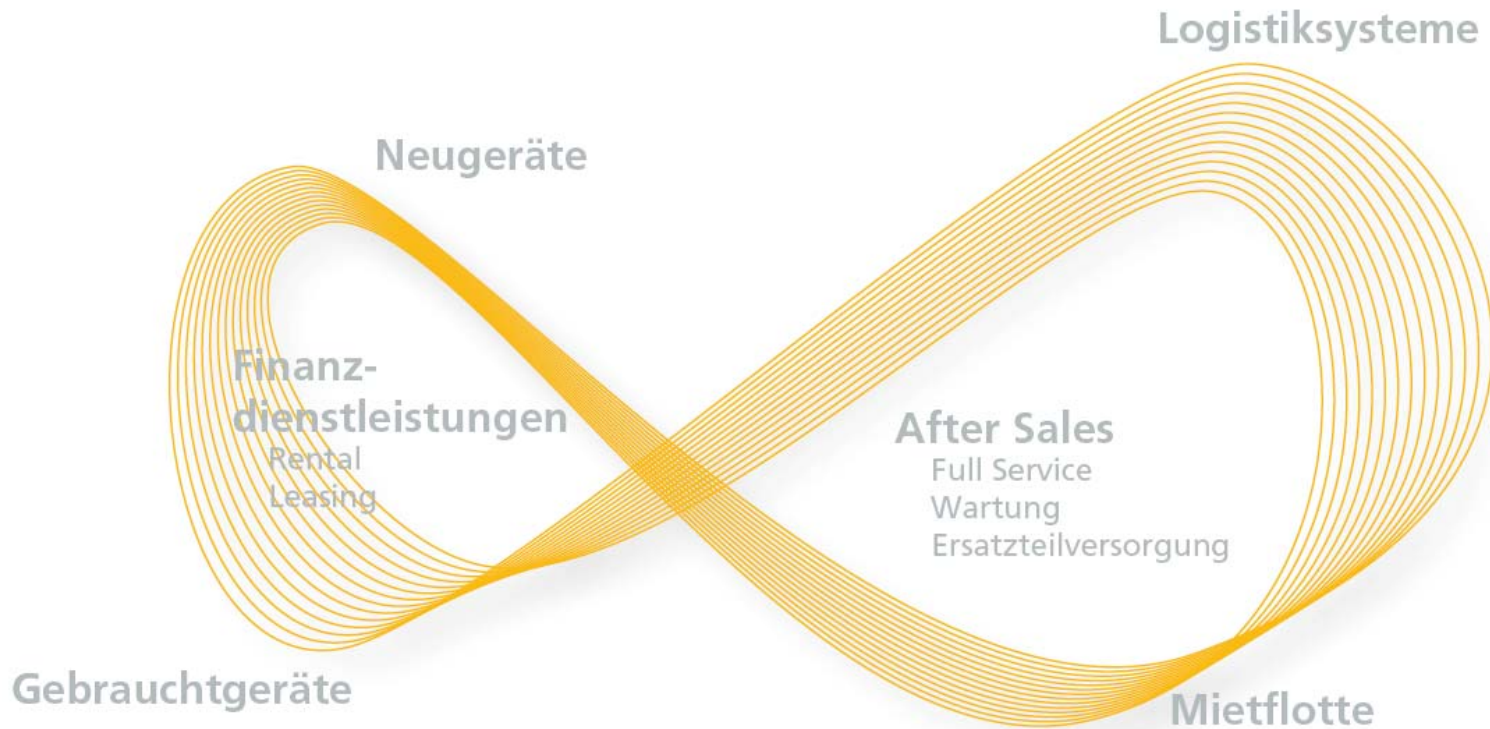 Logistiksysteme
Neugeräte
Finanz-
dienstleistungen
Rental
Leasing
After Sales
Full Service
Wartung
Ersatzteilversorgung
Gebrauchtgeräte
Mietflotte